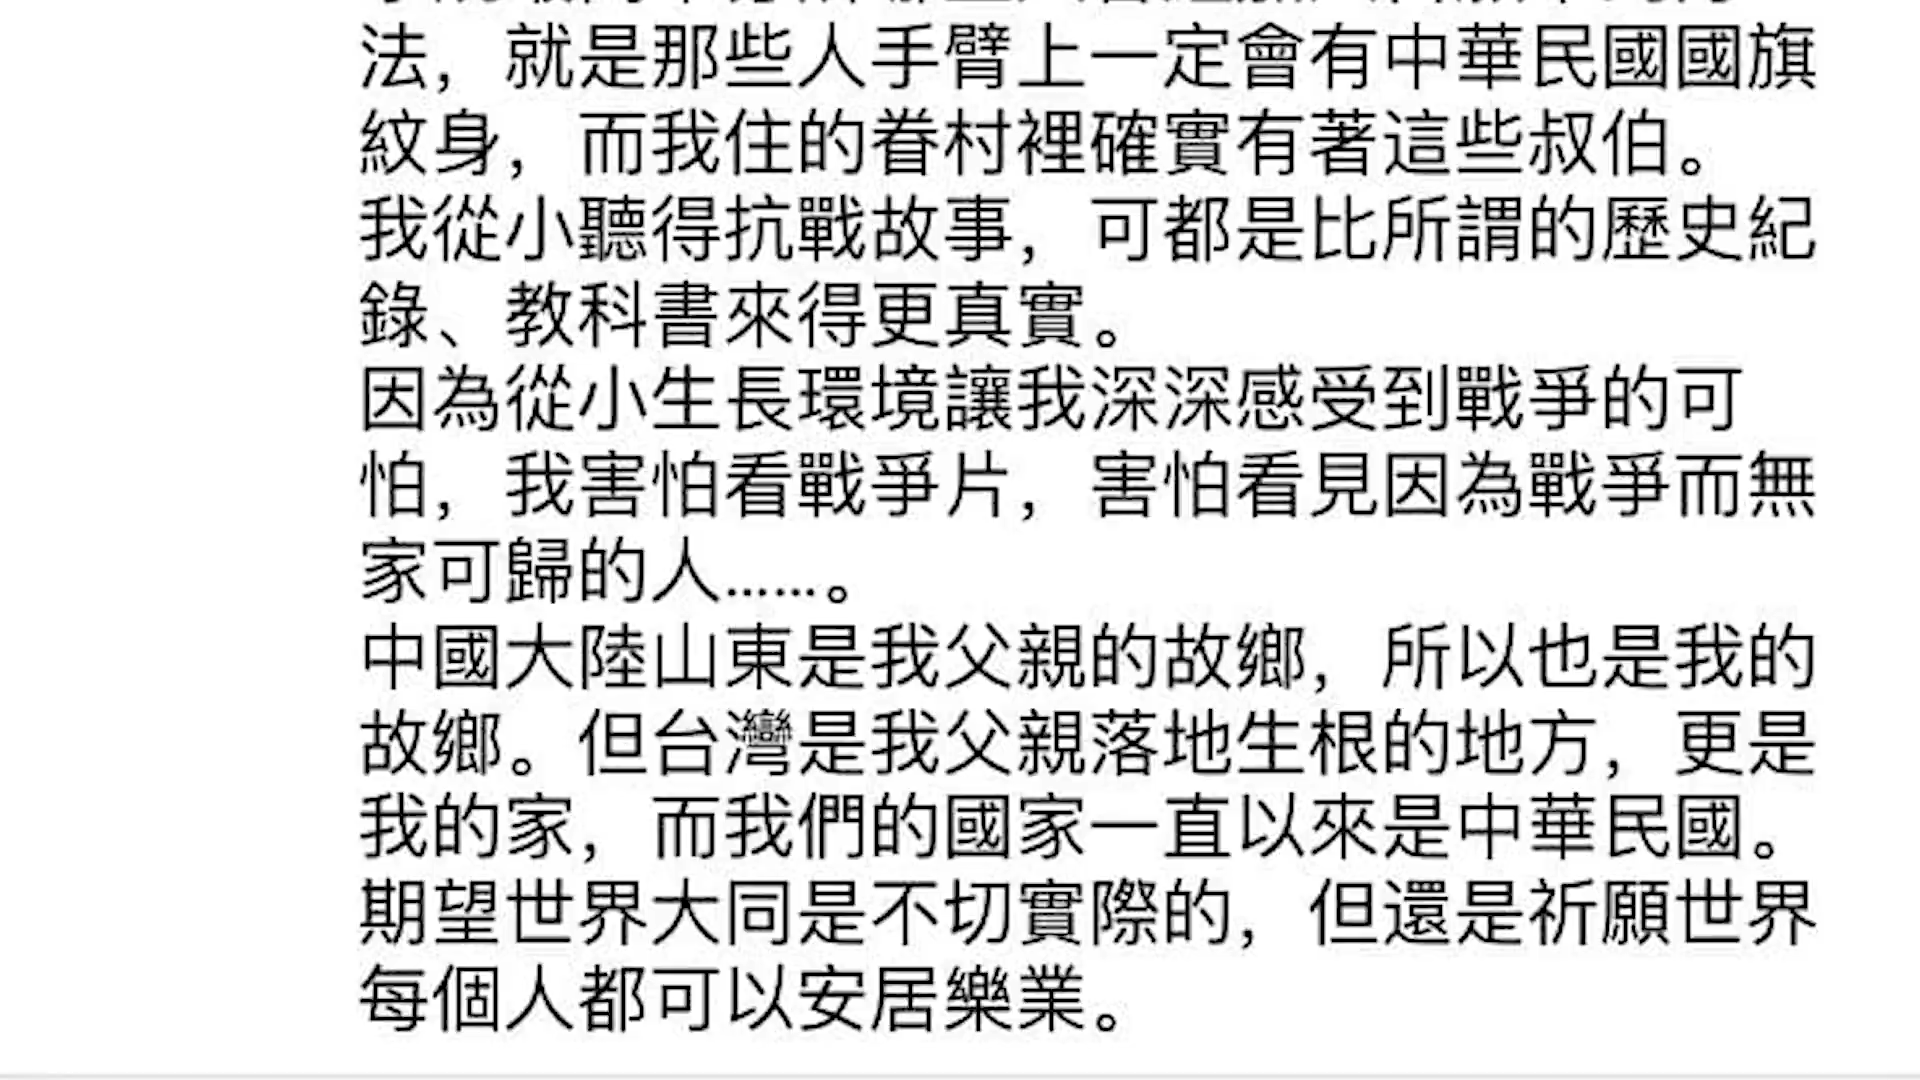 法，就是那些人手臂上一定會有中華民國國旗
紋身，而我住的眷村裡確實有著這些叔伯。
我從小聽得抗戰故事，可都是比所謂的歷史紀
錄、教科書來得更真實。
因為從小生長環境讓我深深感受到戰爭的可
怕，我害怕看戰爭片，害怕看見因為戰爭而無
家可歸的人……。
中國大陸山東是我父親的故鄉，所以也是我的
故鄉。但台灣是我父親落地生根的地方，更是
我的家，而我們的國家一直以來是中華民國。
期望世界大同是不切實際的，但還是祈願世界
每個人都可以安居樂業。